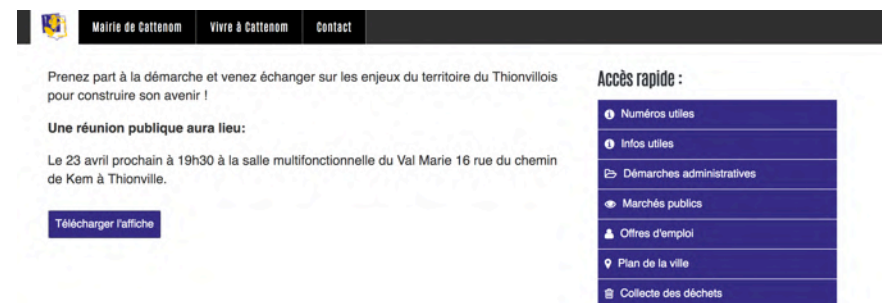 Mairie de Cattenom
Vivre à Cattenom
Contact
Prenez part à la démarche et venez échanger sur les enjeux du territoire du Thionvillois
pour construire son avenir !
Une réunion publique aura lieu:
Le 23 avril prochain à 19h30 à la salle multifonctionnelle du Val Marie 16 rue du chemin
de Kem à Thionville.
Télécharger l'affiche
Accès rapide :
Numéros utiles
Infos utiles
Démarches administratives
Marchés publics
Offres d'emploi
Plan de la ville
Collecte des déchets